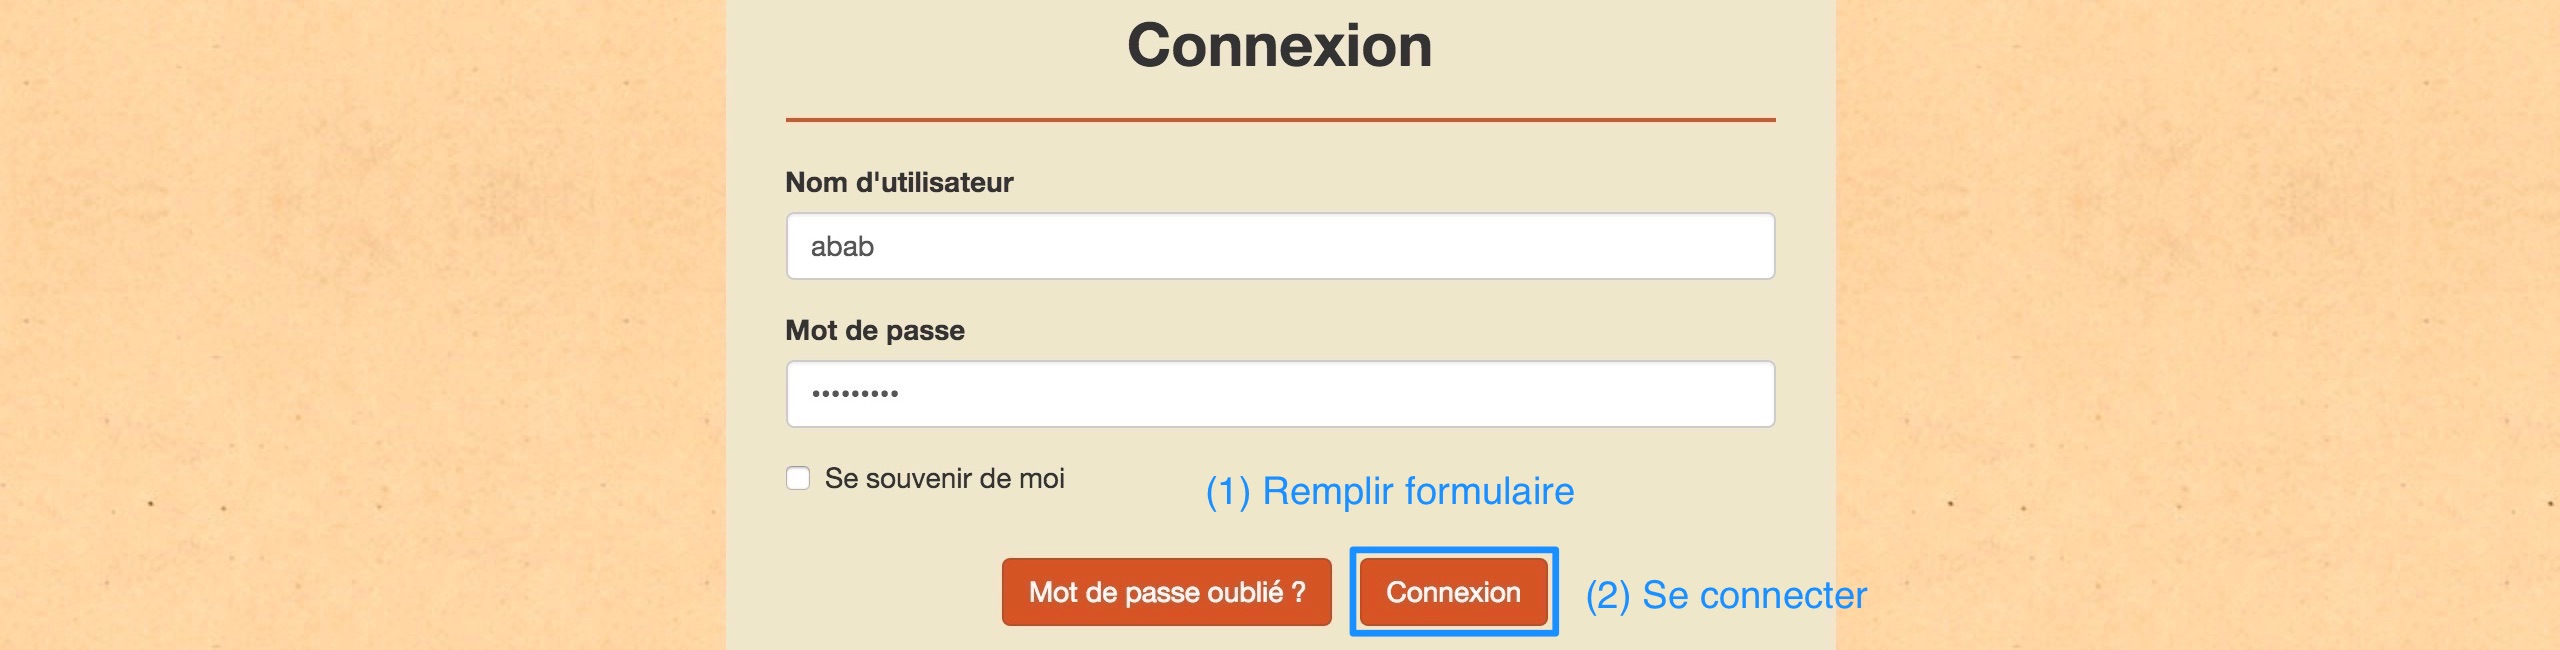 Connexion
Nom d'utilisateur
abab
Mot de passe
•••••••••
Se souvenir de moi
(1) Remplir formulaire
Mot de passe oublié ?
Connexion
(2) Se connecter